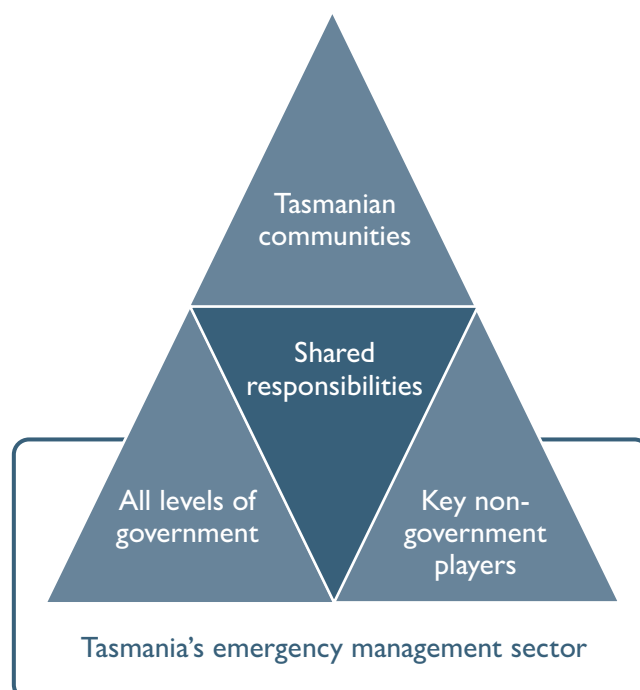 Tasmanian
communities
Shared
responsibilities
All levels of
government
Key non-
government
players
Tasmania’s emergency management sector